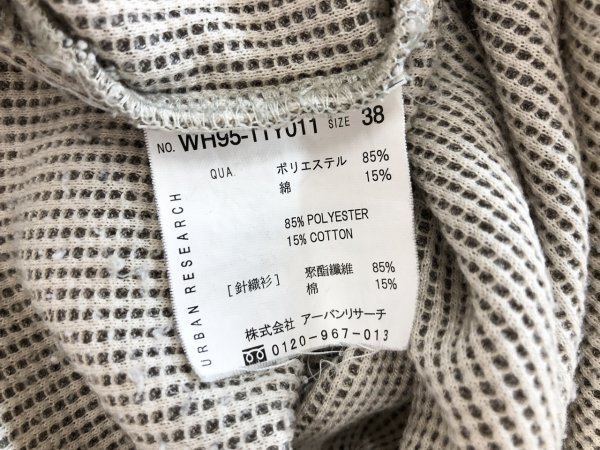 NO. WH95-11Y011 SIZE 38
QUA. ポリエステル 85%
綿 15%
85% POLYESTER
15% COTTON
[針織衫] 聚酯纖維 85%
棉 15%
株式会社 アーバンリサーチ
0120-967-013
URBAN RESEARCH